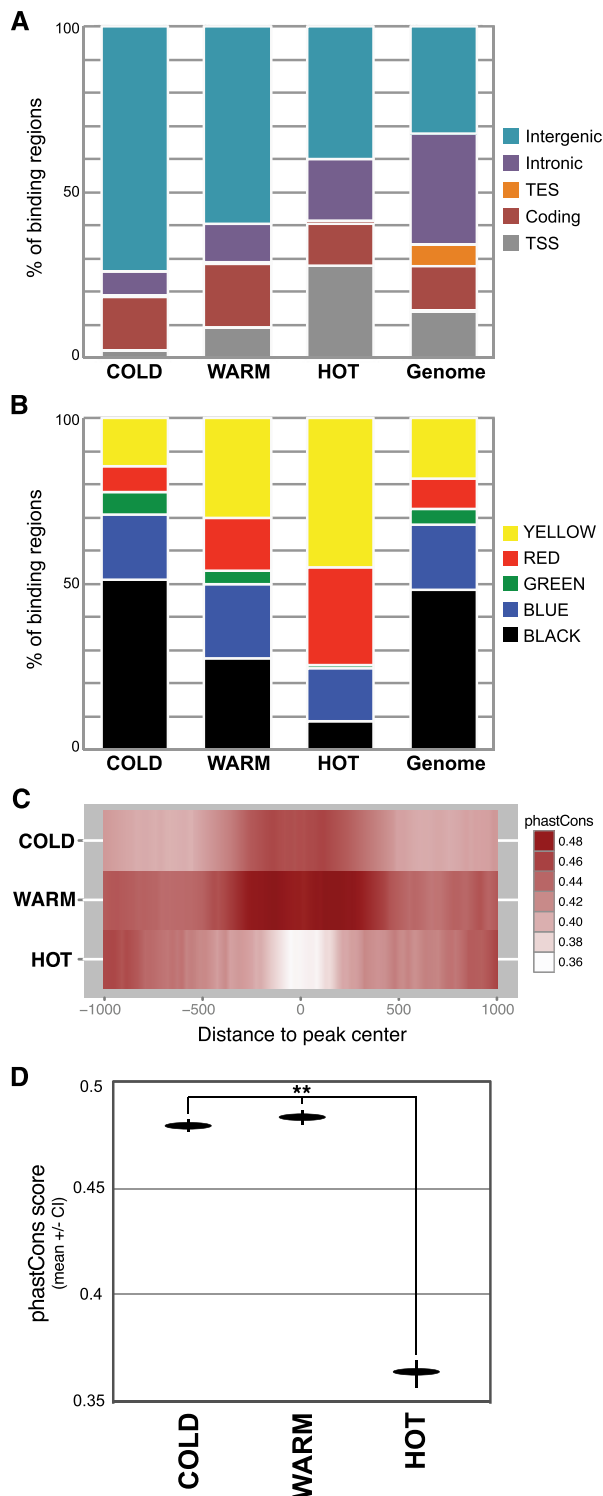 A
% of binding regions
100
50
0
COLD
WARM
HOT
Genome
Intergenic
Intronic
TES
Coding
TSS
B
% of binding regions
100
50
0
COLD
WARM
HOT
Genome
YELLOW
RED
GREEN
BLUE
BLACK
C
COLD
WARM
HOT
−1000
−500
0
500
1000
Distance to peak center
phastCons
0.48
0.46
0.44
0.42
0.40
0.38
0.36
D
phastCons score
(mean +/- CI)
0.5
0.45
0.4
0.35
**
COLD
WARM
HOT